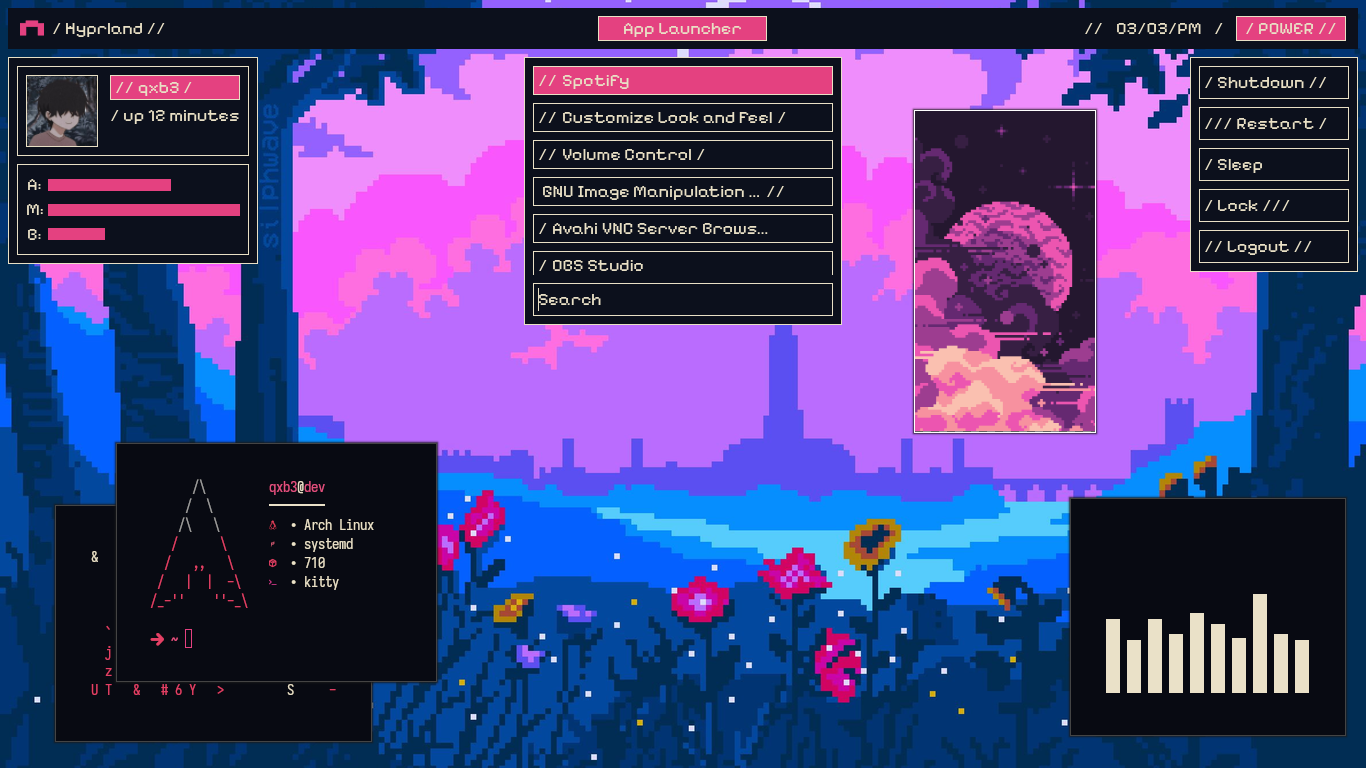 / Hyprland //
App Launcher
// 03/03/PM /
/ POWER //
// qxb3 /
/ up 12 minutes
A:
M:
B:
silphwave
// Spotify
// Customize Look and Feel /
// Volume Control /
GNU Image Manipulation ... //
/ Avahi VNC Server Brows...
/ OBS Studio
Search
/ Shutdown //
/// Restart /
/ Sleep
/ Lock ///
// Logout //
/\
/  \
/\   \
/      \
/   ,,   \
/   |  |  -\
/_-''    ''-_\
qxb3@dev
• Arch Linux
• systemd
• 710
• kitty
➜ ~
&
`
j
z
U T & # 6 Y > S -